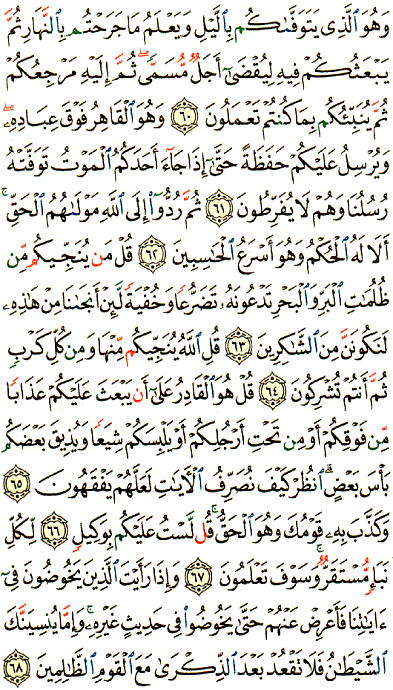 وَهُوَ ٱلَّذِى يَتَوَفَّىٰكُم بِٱلَّيْلِ وَيَعْلَمُ مَا جَرَحْتُم بِٱلنَّهَارِ ثُمَّ
يَبْعَثُكُمْ فِيهِ لِيُقْضَىٰٓ أَجَلٌ مُّسَمًّى ۖ ثُمَّ إِلَيْهِ مَرْجِعُكُمْ
ثُمَّ يُنَبِّئُكُم بِمَا كُنتُمْ تَعْمَلُونَ ٦٠ وَهُوَ ٱلْقَاهِرُ فَوْقَ عِبَادِهِۦ ۖ
وَيُرْسِلُ عَلَيْكُمْ حَفَظَةً حَتَّىٰٓ إِذَا جَآءَ أَحَدَكُمُ ٱلْمَوْتُ تَوَفَّتْهُ
رُسُلُنَا وَهُمْ لَا يُفَرِّطُونَ ٦١ ثُمَّ رُدُّوٓا۟ إِلَى ٱللَّهِ مَوْلَىٰهُمُ ٱلْحَقِّ ۚ
أَلَا لَهُ ٱلْحُكْمُ وَهُوَ أَسْرَعُ ٱلْحَـٰسِبِينَ ٦٢ قُلْ مَن يُنَجِّيكُم مِّن
ظُلُمَـٰتِ ٱلْبَرِّ وَٱلْبَحْرِ تَدْعُونَهُۥ تَضَرُّعًا وَخُفْيَةً لَّئِنْ أَنجَىٰنَا مِنْ هَـٰذِهِۦ
لَنَكُونَنَّ مِنَ ٱلشَّـٰكِرِينَ ٦٣ قُلِ ٱللَّهُ يُنَجِّيكُم مِّنْهَا وَمِن كُلِّ كَرْبٍ
ثُمَّ أَنتُمْ تُشْرِكُونَ ٦٤ قُلْ هُوَ ٱلْقَادِرُ عَلَىٰٓ أَن يَبْعَثَ عَلَيْكُمْ عَذَابًا
مِّن فَوْقِكُمْ أَوْ مِن تَحْتِ أَرْجُلِكُمْ أَوْ يَلْبِسَكُمْ شِيَعًا وَيُذِيقَ بَعْضَكُم
بَأْسَ بَعْضٍ ۗ ٱنظُرْ كَيْفَ نُصَرِّفُ ٱلْـَٔايَـٰتِ لَعَلَّهُمْ يَفْقَهُونَ ٦٥
وَكَذَّبَ بِهِۦ قَوْمُكَ وَهُوَ ٱلْحَقُّ ۚ قُل لَّسْتُ عَلَيْكُم بِوَكِيلٍ ٦٦ لِّكُلِّ
نَبَإٍ مُّسْتَقَرٌّ ۚ وَسَوْفَ تَعْلَمُونَ ٦٧ وَإِذَا رَأَيْتَ ٱلَّذِينَ يَخُوضُونَ فِىٓ
ءَايَـٰتِنَا فَأَعْرِضْ عَنْهُمْ حَتَّىٰ يَخُوضُوا۟ فِى حَدِيثٍ غَيْرِهِۦ ۚ وَإِمَّا يُنسِيَنَّكَ
ٱلشَّيْطَـٰنُ فَلَا تَقْعُدْ بَعْدَ ٱلذِّكْرَىٰ مَعَ ٱلْقَوْمِ ٱلظَّـٰلِمِينَ ٦٨